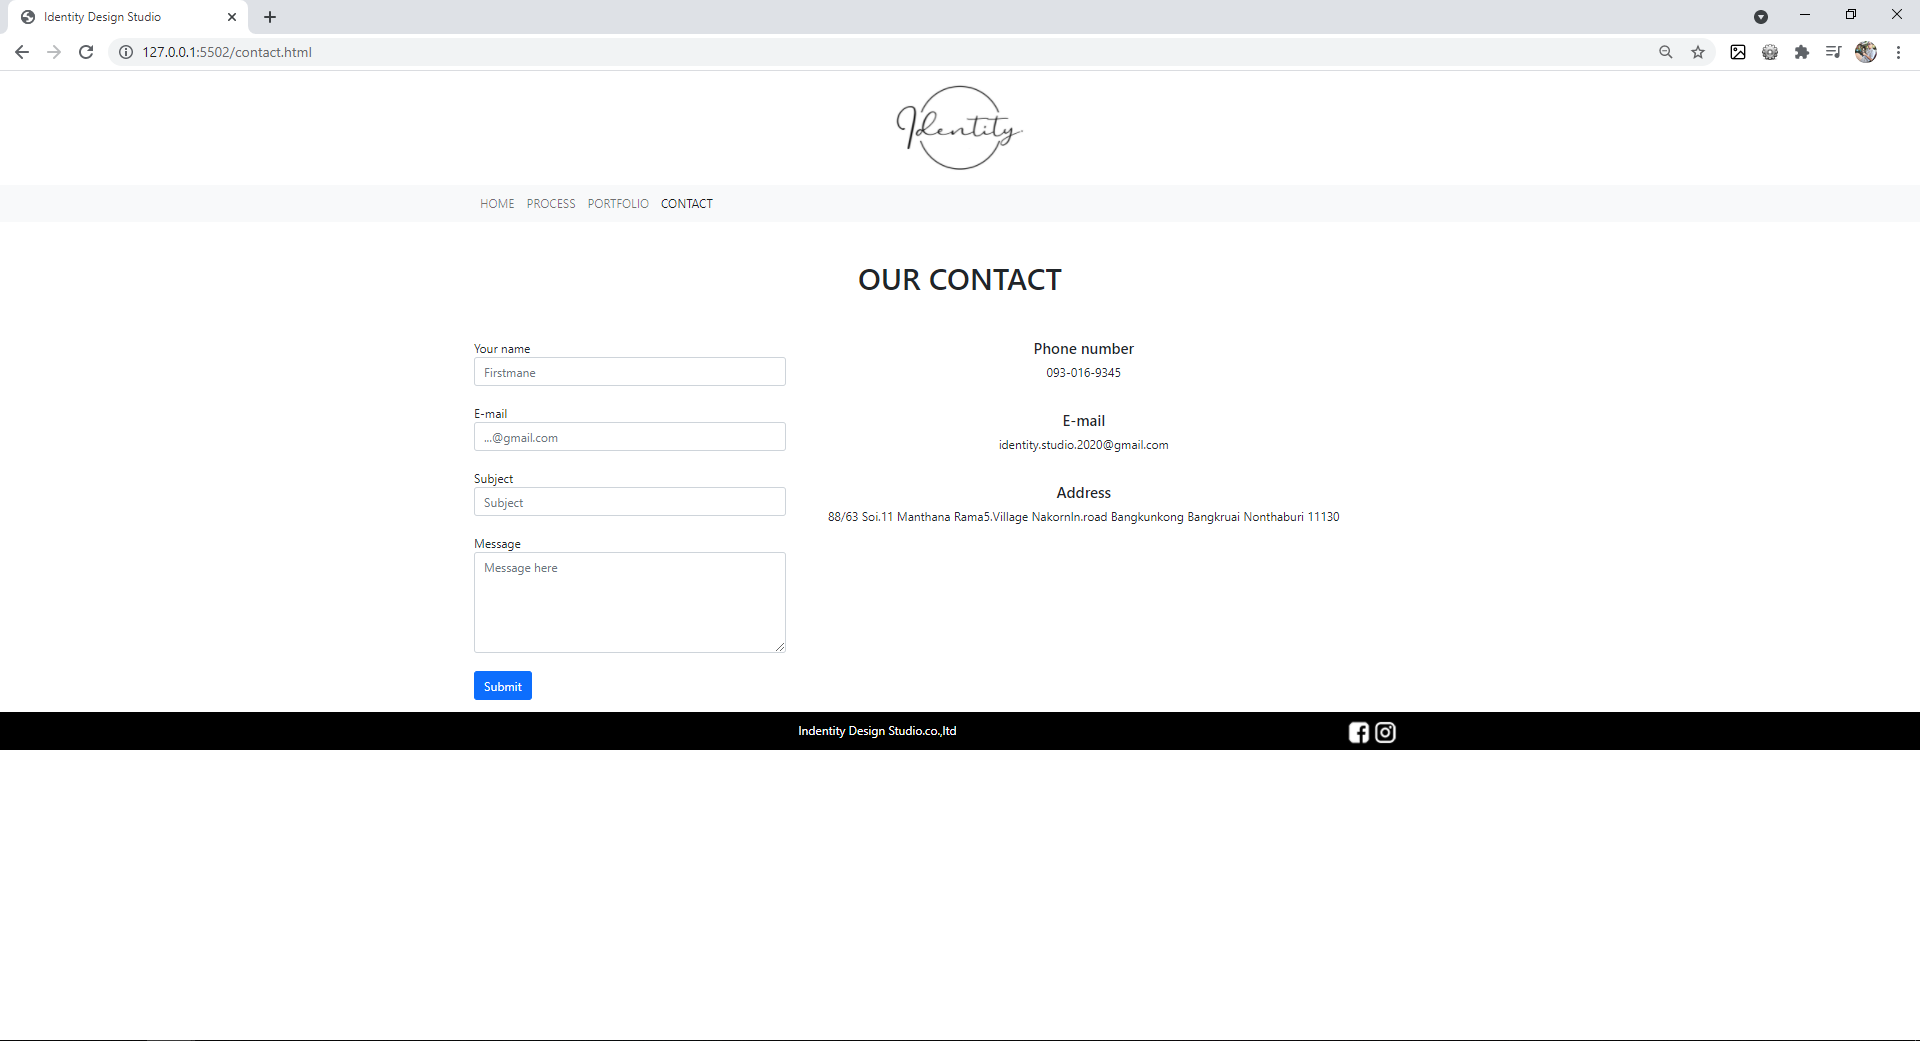 Identity Design Studio
127.0.0.1:5502/contact.html
Identity
HOME PROCESS PORTFOLIO CONTACT
OUR CONTACT
Your name
Firstmane
E-mail
...@gmail.com
Subject
Subject
Message
Message here
Submit
Phone number
093-016-9345
E-mail
identity.studio.2020@gmail.com
Address
88/63 Soi.11 Manthana Rama5.Village NakornIn.road Bangkunkong Bangkruai Nonthaburi 11130
Indentity Design Studio.co.,ltd